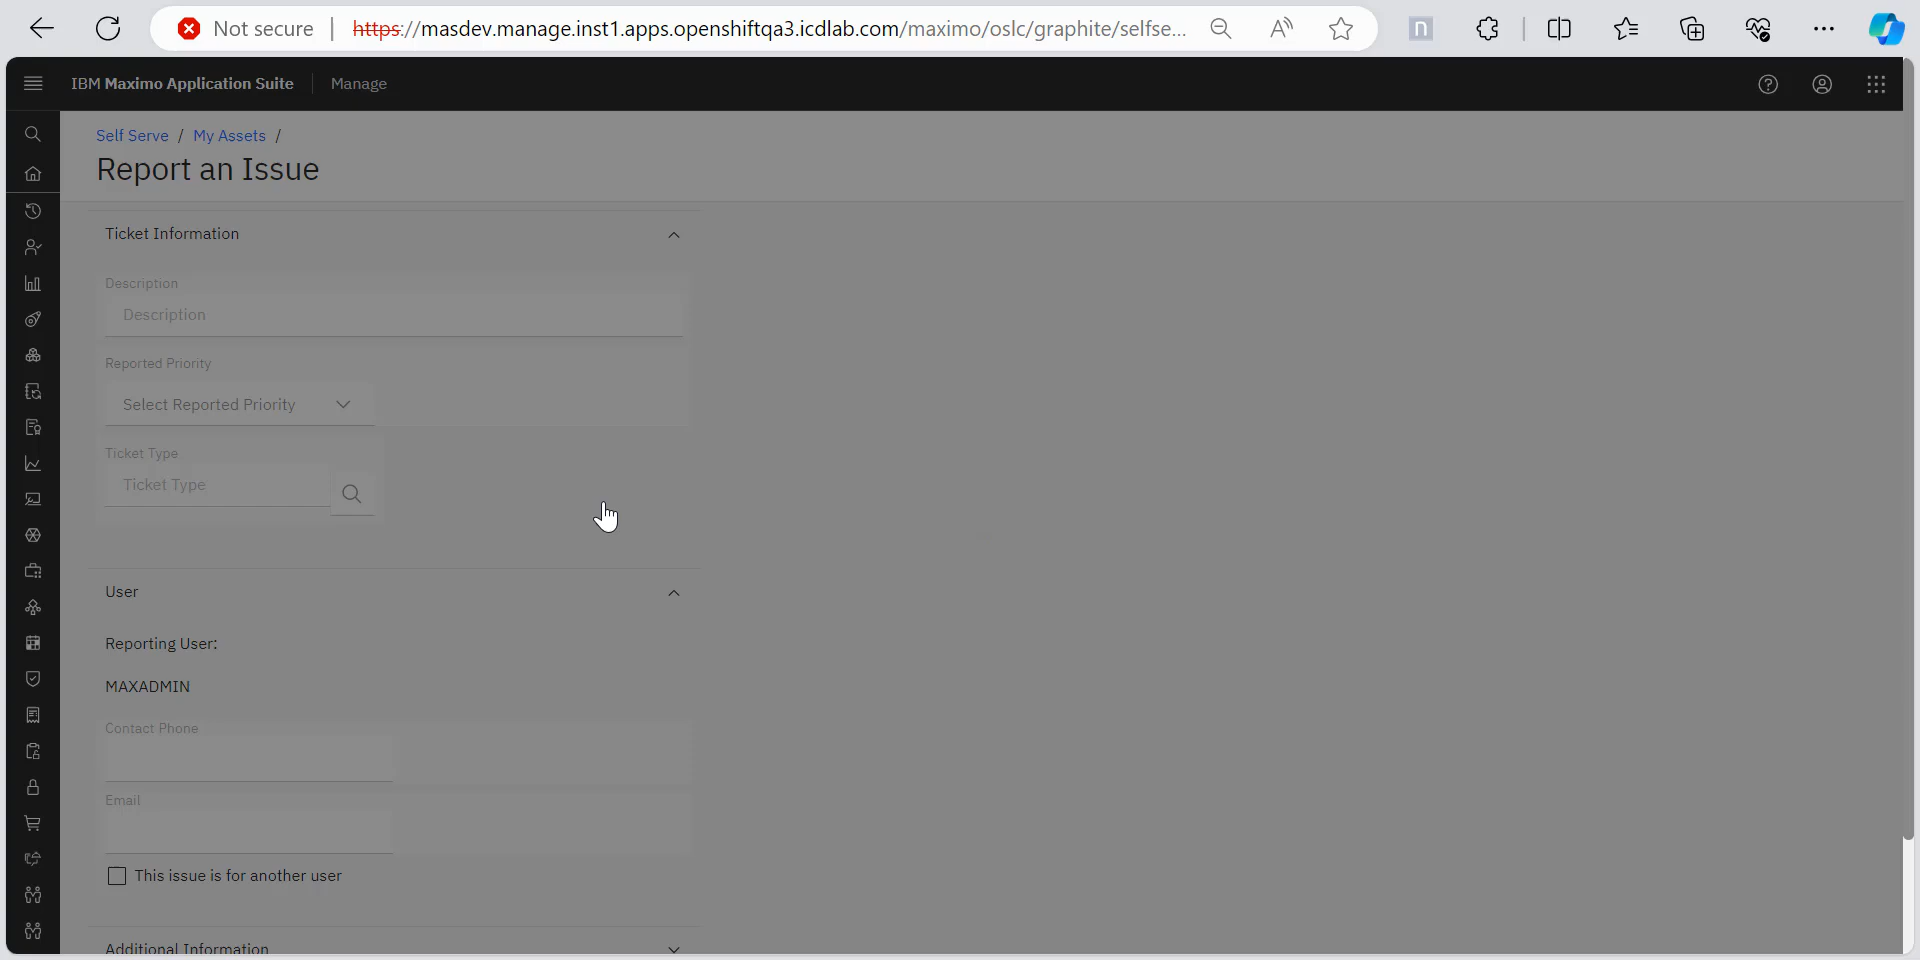 Not secure
https://masdev.manage.inst1.apps.openshiftqa3.icdlab.com/maximo/oslc/graphite/selfse...
IBM Maximo Application Suite
Manage
Self Serve / My Assets /
Report an Issue
Ticket Information
Description
Description
Reported Priority
Select Reported Priority
Ticket Type
Ticket Type
User
Reporting User:
MAXADMIN
Contact Phone
Email
This issue is for another user
Additional Information